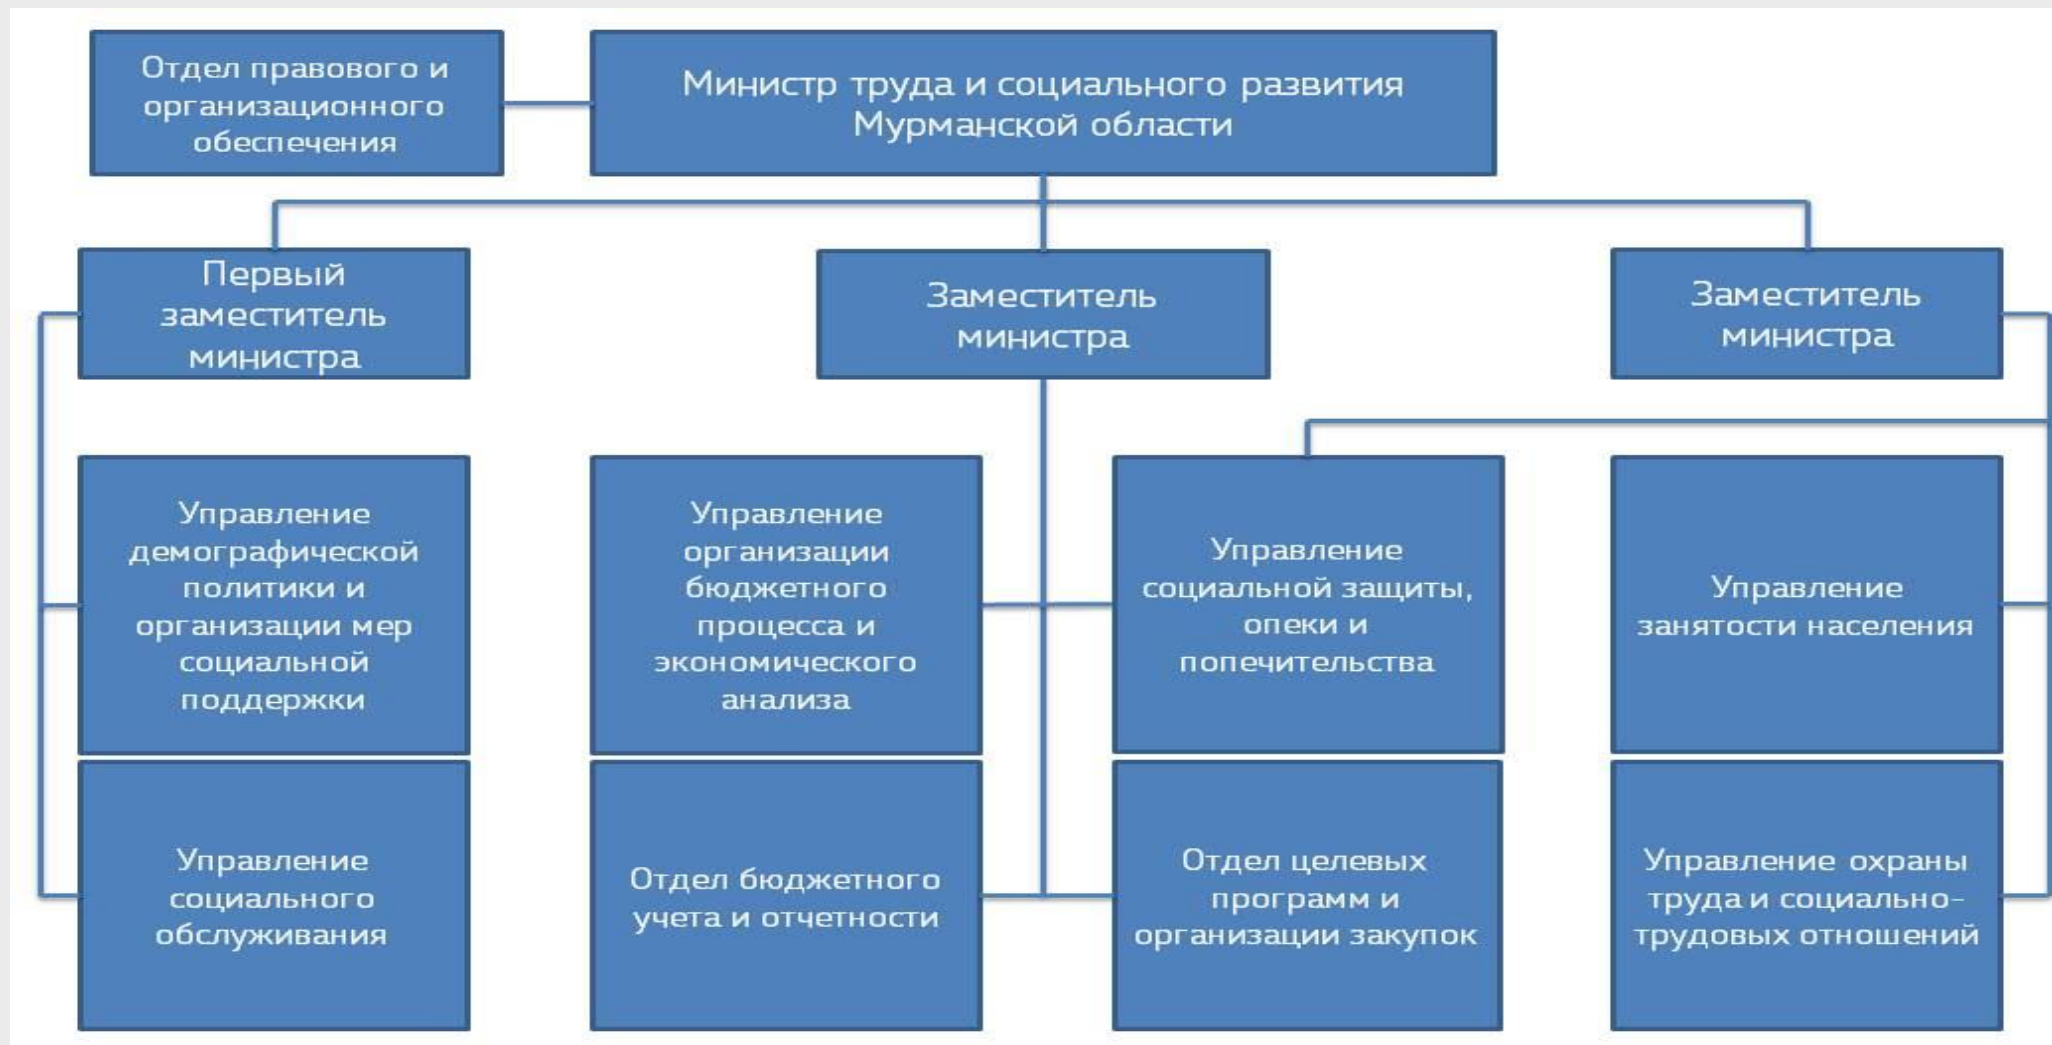 Отдел правового и
организационного
обеспечения
Министр труда и социального развития
Мурманской области
Первый
заместитель
министра
Заместитель
министра
Заместитель
министра
Управление
демографической
политики и
организации мер
социальной
поддержки
Управление
организации
бюджетного
процесса и
экономического
анализа
Управление
социальной защиты,
опеки и
попечительства
Управление
занятости населения
Управление
социального
обслуживания
Отдел бюджетного
учета и отчетности
Отдел целевых
программ и
организации закупок
Управление охраны
труда и социально-
трудовых отношений